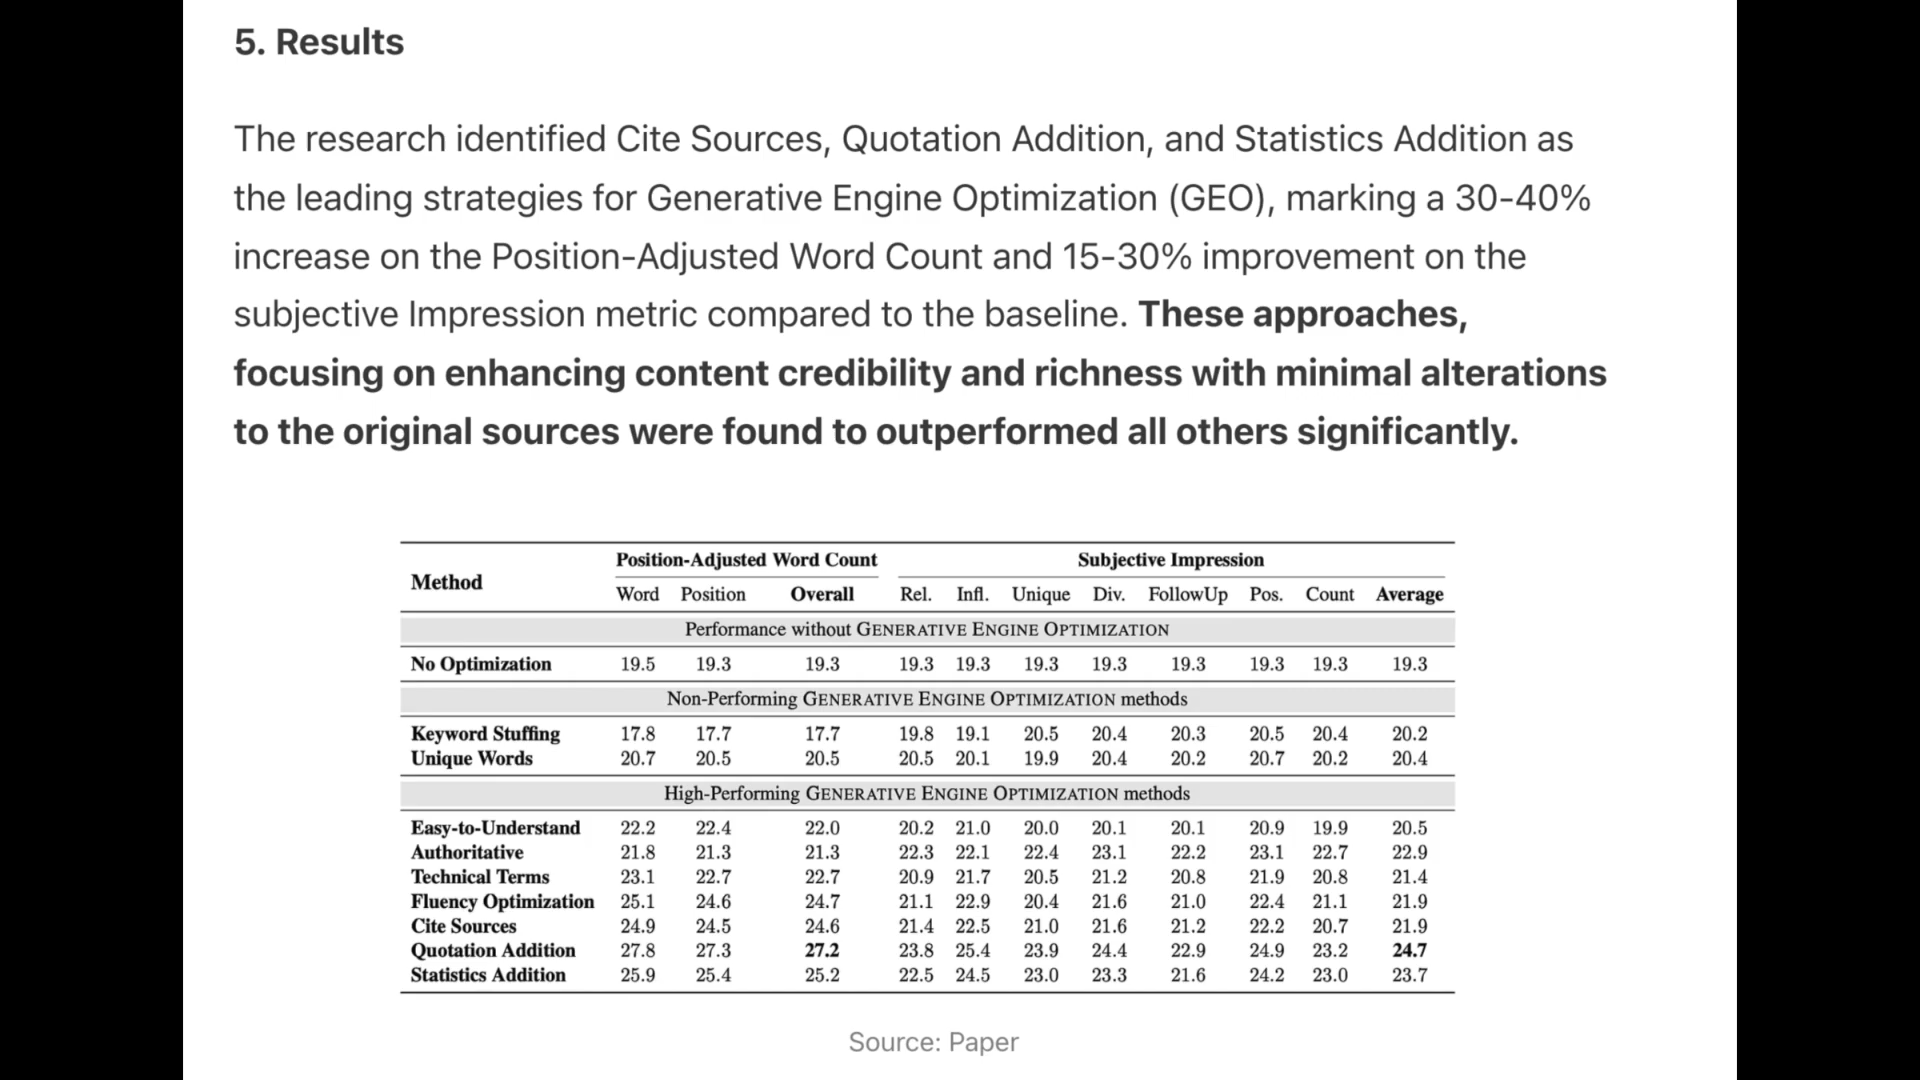 5. Results
The research identified Cite Sources, Quotation Addition, and Statistics Addition as
the leading strategies for Generative Engine Optimization (GEO), marking a 30-40%
increase on the Position-Adjusted Word Count and 15-30% improvement on the
subjective Impression metric compared to the baseline. These approaches,
focusing on enhancing content credibility and richness with minimal alterations
to the original sources were found to outperformed all others significantly.
Method Position-Adjusted Word Count Subjective Impression
Word Position Overall Rel. Infl. Unique Div. FollowUp Pos. Count Average
Performance without GENERATIVE ENGINE OPTIMIZATION
No Optimization 19.5 19.3 19.3 19.3 19.3 19.3 19.3 19.3 19.3 19.3 19.3
Non-Performing GENERATIVE ENGINE OPTIMIZATION methods
Keyword Stuffing 17.8 17.7 17.7 19.8 19.1 20.5 20.4 20.3 20.5 20.4 20.2
Unique Words 20.7 20.5 20.5 20.5 20.1 19.9 20.4 20.2 20.7 20.2 20.4
High-Performing GENERATIVE ENGINE OPTIMIZATION methods
Easy-to-Understand 22.2 22.4 22.0 20.2 21.0 20.0 20.1 20.1 20.9 19.9 20.5
Authoritative 21.8 21.3 21.3 22.3 22.1 22.4 23.1 22.2 23.1 22.7 22.9
Technical Terms 23.1 22.7 22.7 20.9 21.7 20.5 21.2 20.8 21.9 20.8 21.4
Fluency Optimization 25.1 24.6 24.7 21.1 22.9 20.4 21.6 21.0 22.4 21.1 21.9
Cite Sources 24.9 24.5 24.6 21.4 22.5 21.0 21.6 21.2 22.2 20.7 21.9
Quotation Addition 27.8 27.3 27.2 23.8 25.4 23.9 24.4 22.9 24.9 23.2 24.7
Statistics Addition 25.9 25.4 25.2 22.5 24.5 23.0 23.3 21.6 24.2 23.0 23.7
Source: Paper